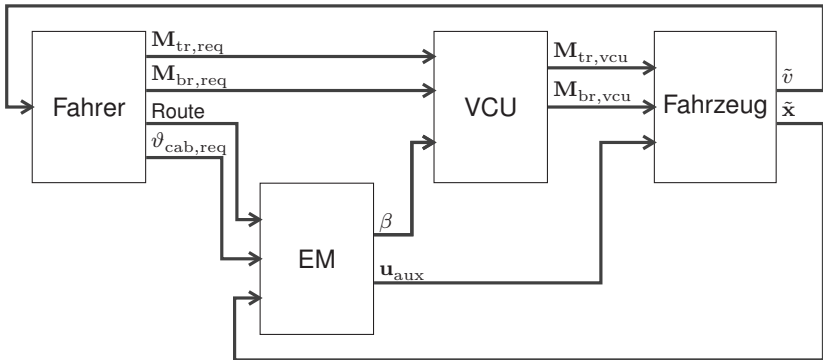 M_tr,req
M_br,req
Route
ϑ_cab,req
Fahrer
VCU
M_tr,vcu
M_br,vcu
Fahrzeug
ṽ
x̃
EM
β
u_aux